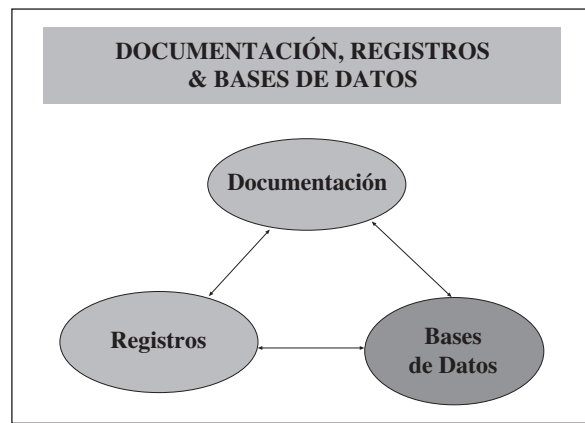 DOCUMENTACIÓN, REGISTROS
& BASES DE DATOS
Documentación
Registros
Bases
de Datos